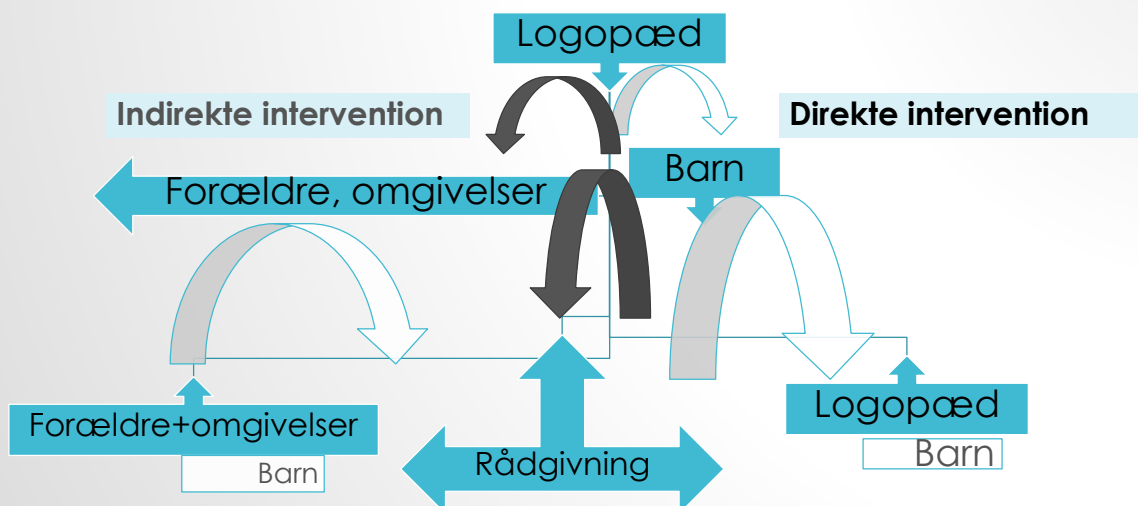 Logopæd
Indirekte intervention
Direkte intervention
Forældre, omgivelser
Barn
Forældre+omgivelser
Barn
Rådgivning
Logopæd
Barn